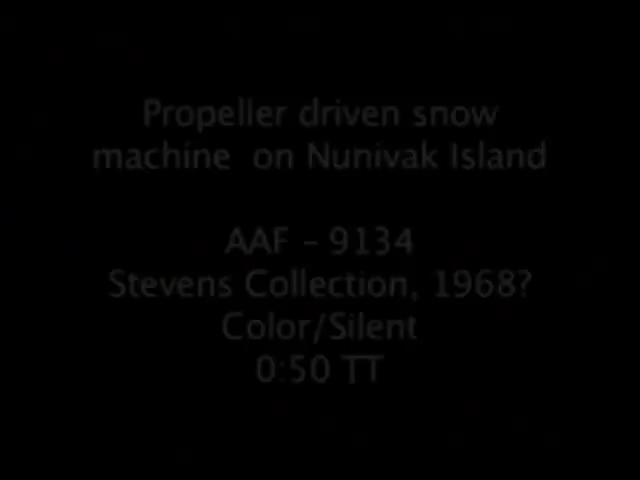 Propeller driven snow
machine on Nunivak Island
AAF - 9134
Stevens Collection, 1968?
Color/Silent
0:50 TT